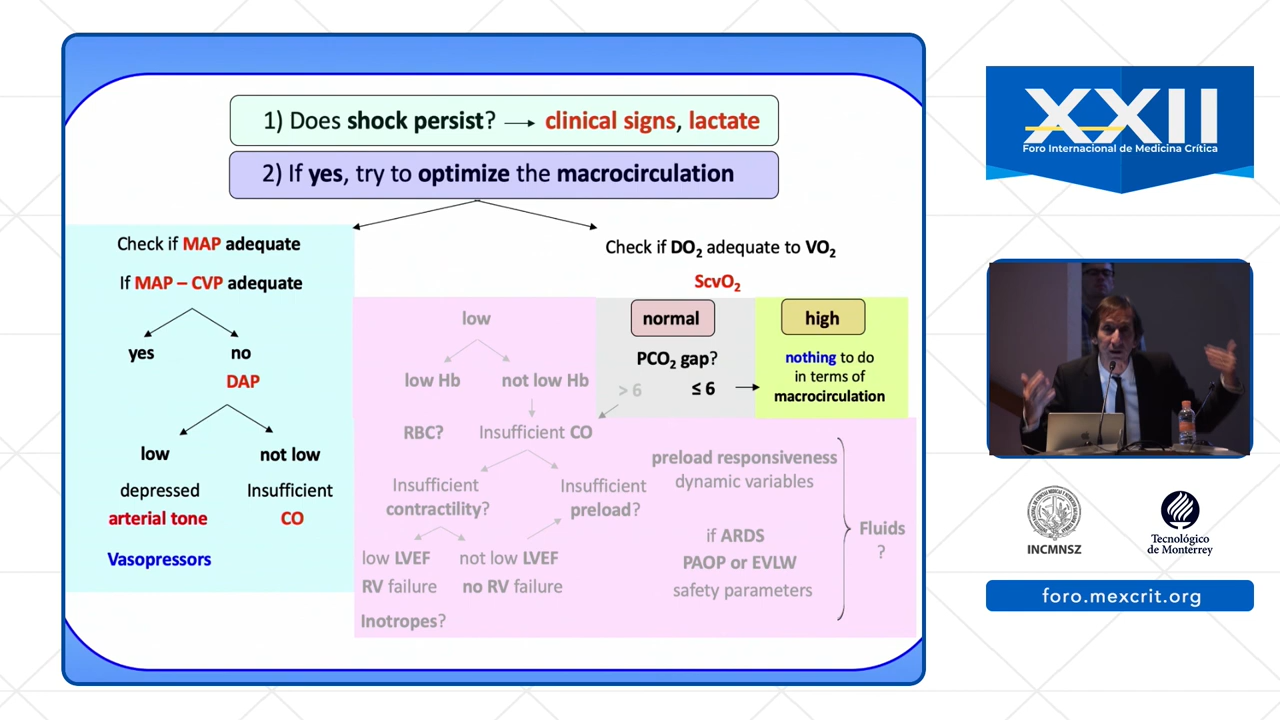 1) Does shock persist? → clinical signs, lactate
2) If yes, try to optimize the macrocirculation
Check if MAP adequate
If MAP – CVP adequate
yes
no
DAP
low
not low
depressed
arterial tone
Insufficient
CO
Vasopressors
Check if DO₂ adequate to VO₂
ScvO₂
low
low Hb
not low Hb
RBC?
Insufficient CO
Insufficient
contractility?
Insufficient
preload?
low LVEF
RV failure
not low LVEF
no RV failure
Inotropes?
normal
PCO₂ gap?
> 6
≤ 6
high
nothing to do
in terms of
macrocirculation
preload responsiveness
dynamic variables
if ARDS
PAOP or EVLW
safety parameters
Fluids
?
XXII
Foro Internacional de Medicina Crítica
INCMNSZ
Tecnológico
de Monterrey
foro.mexcrit.org